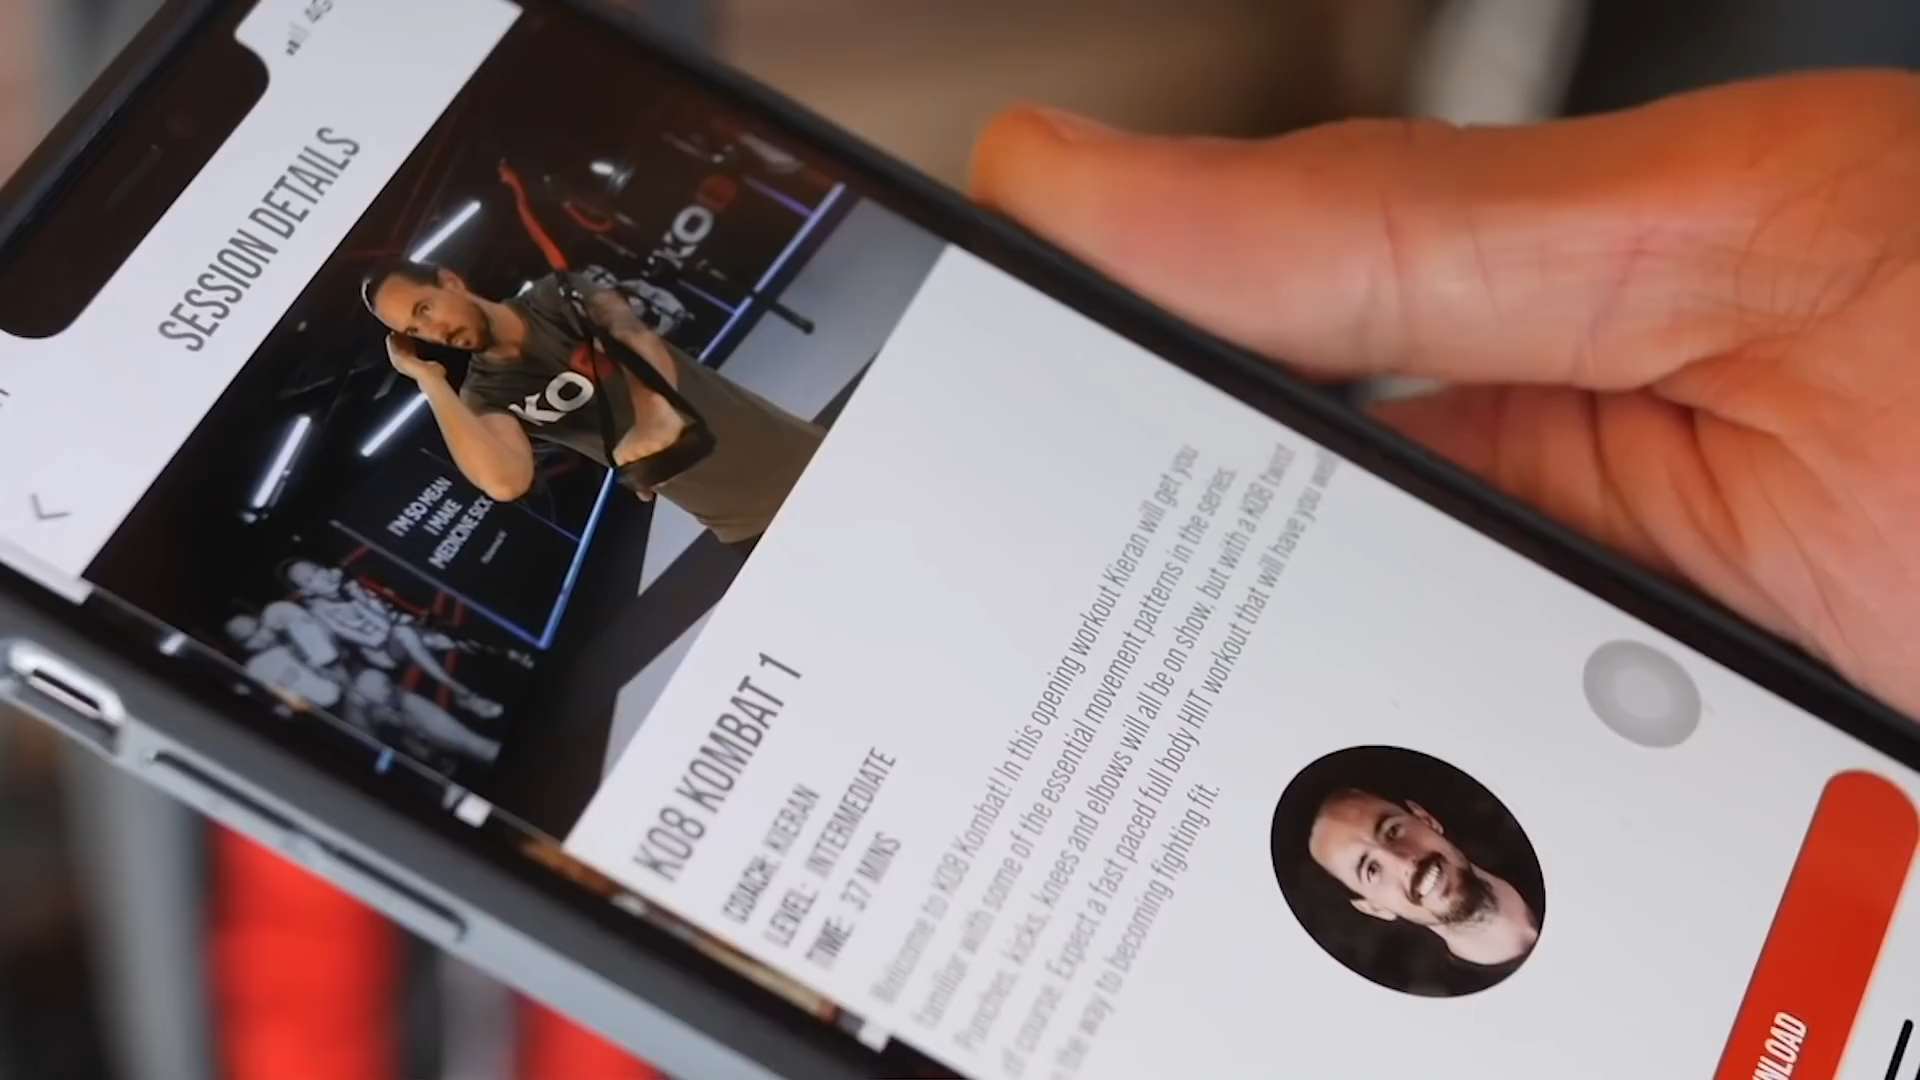 4G
SESSION DETAILS
KO8
KO
I'M SO MEAN
I MAKE
MEDICINE SICK
KO8 KOMBAT 1
COACH: KIERAN
LEVEL: INTERMEDIATE
TIME: 37 MINS
Welcome to KO8 Kombat! In this opening workout Kieran will get you
familiar with some of the essential movement patterns in the series.
Punches, kicks, knees and elbows will all be on show, but with a KO8 twist
of course. Expect a fast paced full body HIIT workout that will have you well
the way to becoming fighting fit.